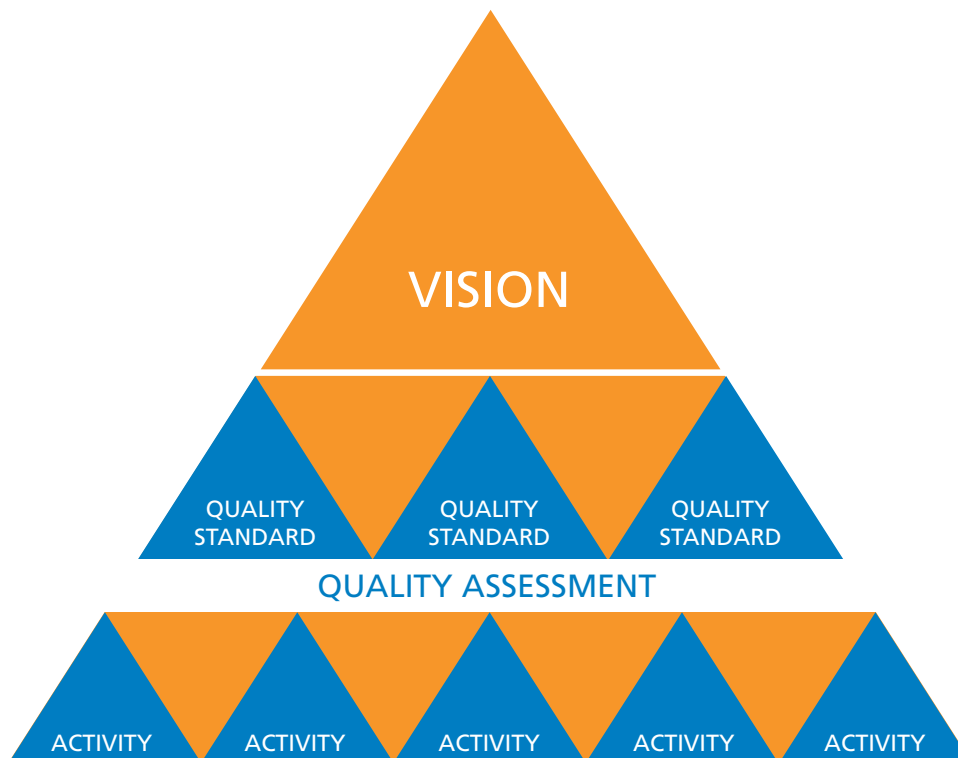 VISION
QUALITY
STANDARD
QUALITY
STANDARD
QUALITY
STANDARD
QUALITY ASSESSMENT
ACTIVITY
ACTIVITY
ACTIVITY
ACTIVITY
ACTIVITY